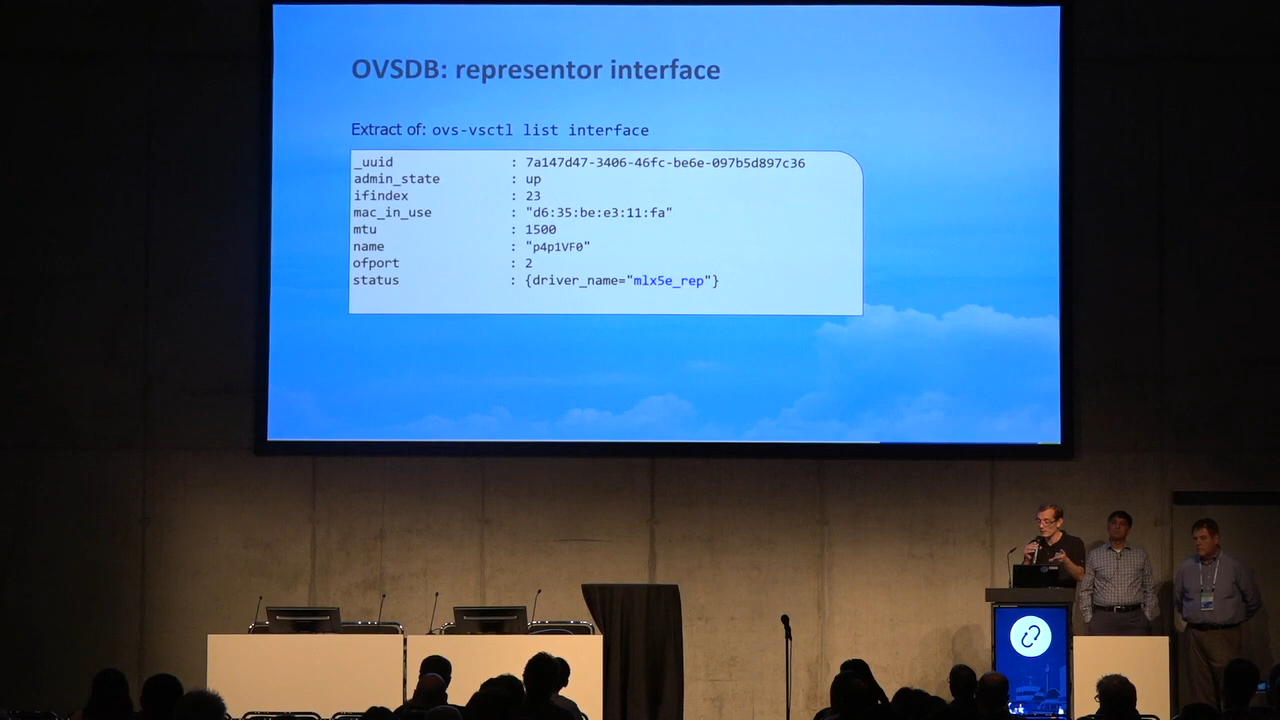 OVSDB: representor interface
Extract of: ovs-vsctl list interface
_uuid : 7a147d47-3406-46fc-be6e-097b5d897c36
admin_state : up
ifindex : 23
mac_in_use : "d6:35:be:e3:11:fa"
mtu : 1500
name : "p4p1VF0"
ofport : 2
status : {driver_name="mlx5e_rep"}